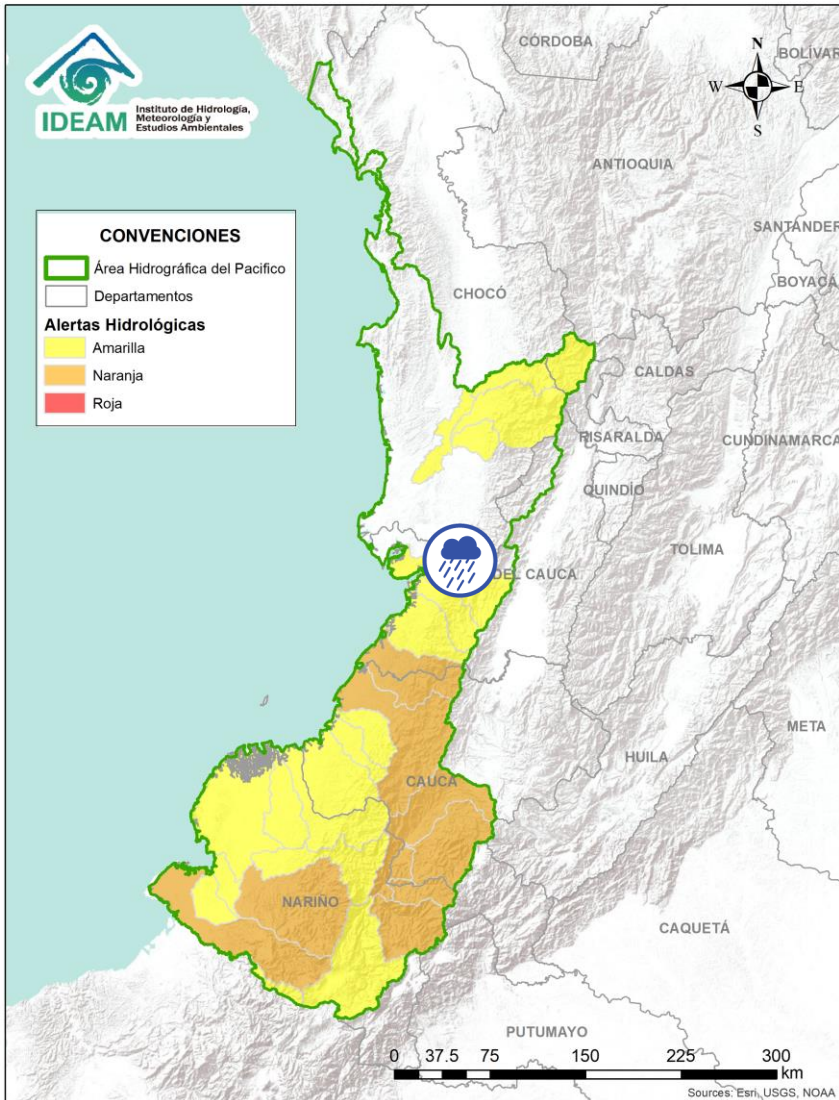 IDEAM
Instituto de Hidrología,
Meteorología y
Estudios Ambientales
CÓRDOBA
BOLÍVAR
N
W
E
S
ANTIOQUIA
SANTANDER
BOYACÁ
CONVENCIONES
Área Hidrográfica del Pacifico
Departamentos
Alertas Hidrológicas
Amarilla
Naranja
Roja
CHOCÓ
CALDAS
RISARALDA
CUNDINAMARCA
QUINDÍO
TOLIMA
DEL CAUCA
META
HUILA
CAUCA
NARIÑO
CAQUETÁ
PUTUMAYO
0 37.5 75 150 225 300
km
Sources: Esri, USGS, NOAA